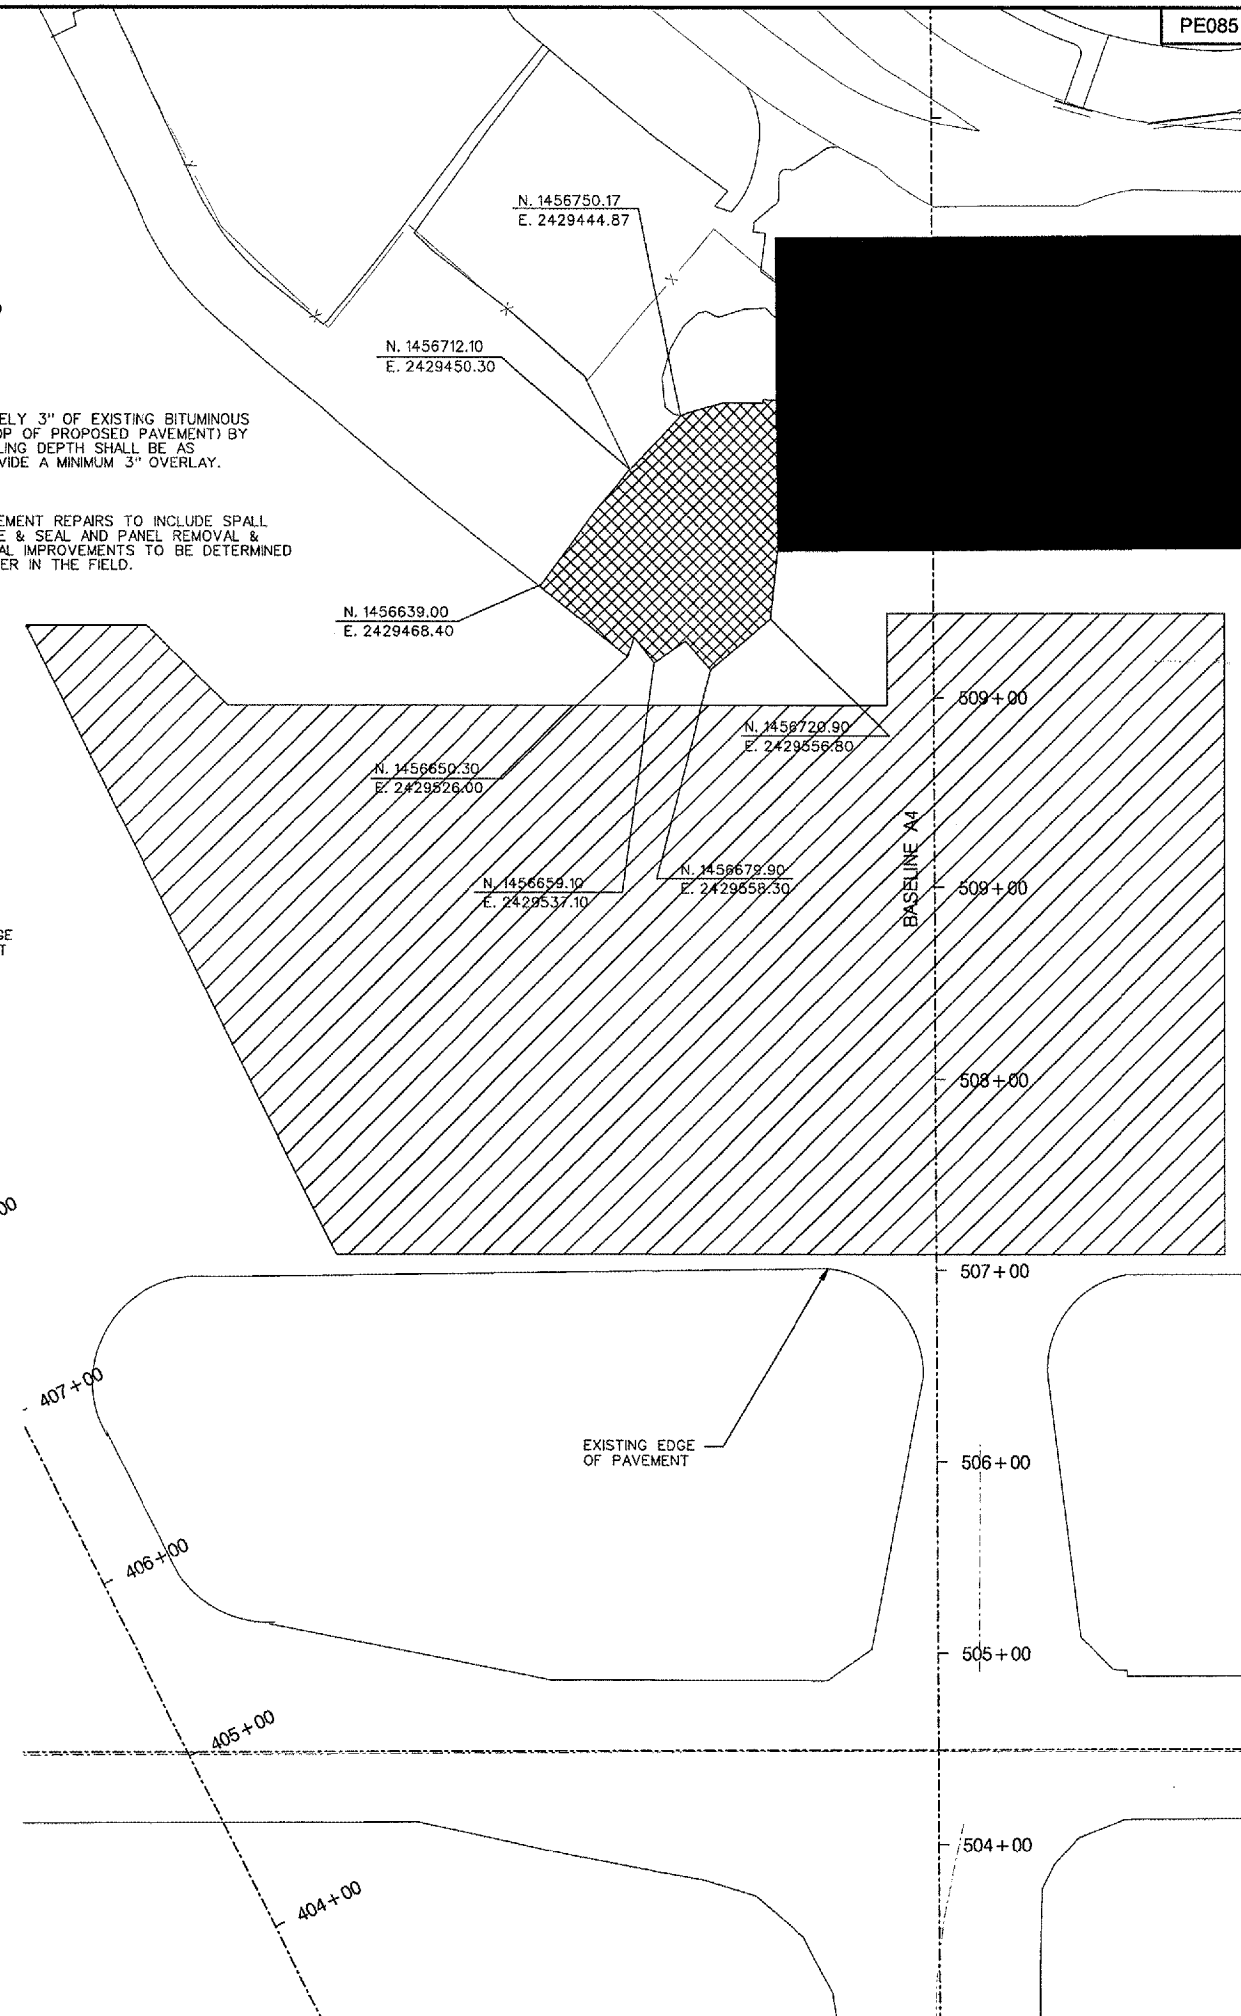 PE085
N. 1456750.17
E. 2429444.87
N. 1456712.10
E. 2429450.30
ELY 3" OF EXISTING BITUMINOUS
OP OF PROPOSED PAVEMENT) BY
LING DEPTH SHALL BE AS
VIDE A MINIMUM 3" OVERLAY.
EMENT REPAIRS TO INCLUDE SPALL
E & SEAL AND PANEL REMOVAL &
AL IMPROVEMENTS TO BE DETERMINED
ER IN THE FIELD.
N. 1456639.00
E. 2429468.40
509+00
N. 1456720.90
E. 2429556.80
N. 1456650.30
E. 2429526.00
BASELINE A4
N. 1456659.10
E. 2429537.10
N. 1456679.90
E. 2429558.30
509+00
GE
T
508+00
00
507+00
407+00
EXISTING EDGE
OF PAVEMENT
506+00
406+00
505+00
405+00
504+00
404+00